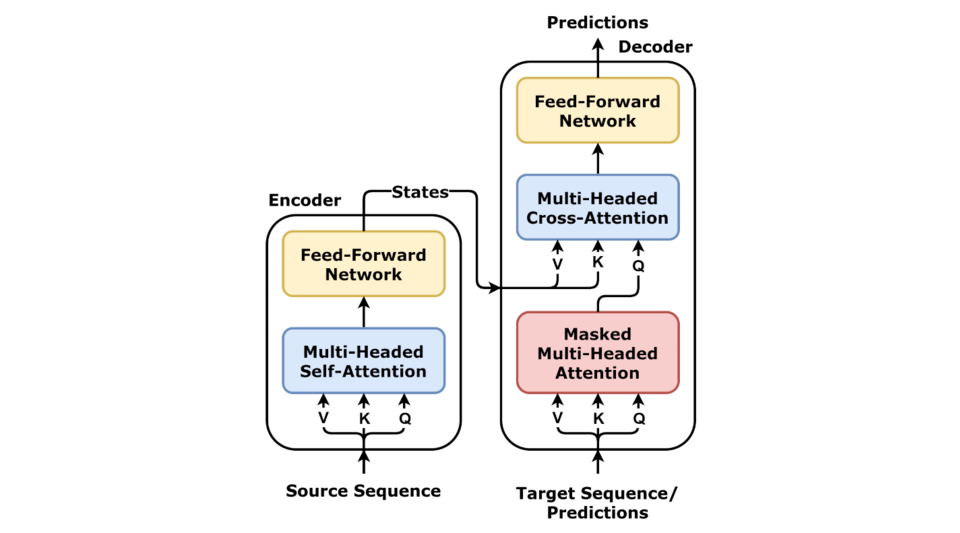 Predictions
Decoder
Feed-Forward
Network
Multi-Headed
Cross-Attention
V
K
Q
Masked
Multi-Headed
Attention
V
K
Q
Target Sequence/
Predictions
States
Encoder
Feed-Forward
Network
Multi-Headed
Self-Attention
V
K
Q
Source Sequence